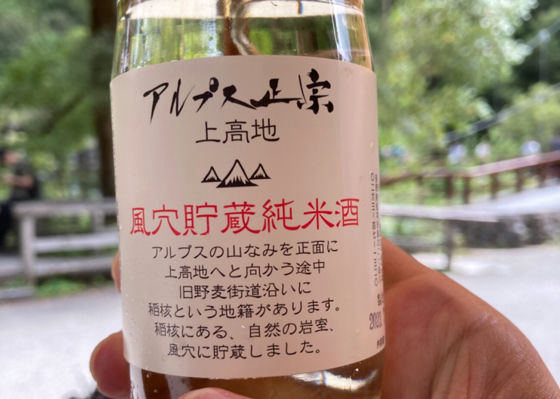 アルプス正宗
上高地
風穴貯蔵純米酒
アルプスの山なみを正面に
上高地へと向かう途中
旧野麦街道沿いに
稲核という地籍があります。
稲核にある、自然の岩室、
風穴に貯蔵しました。